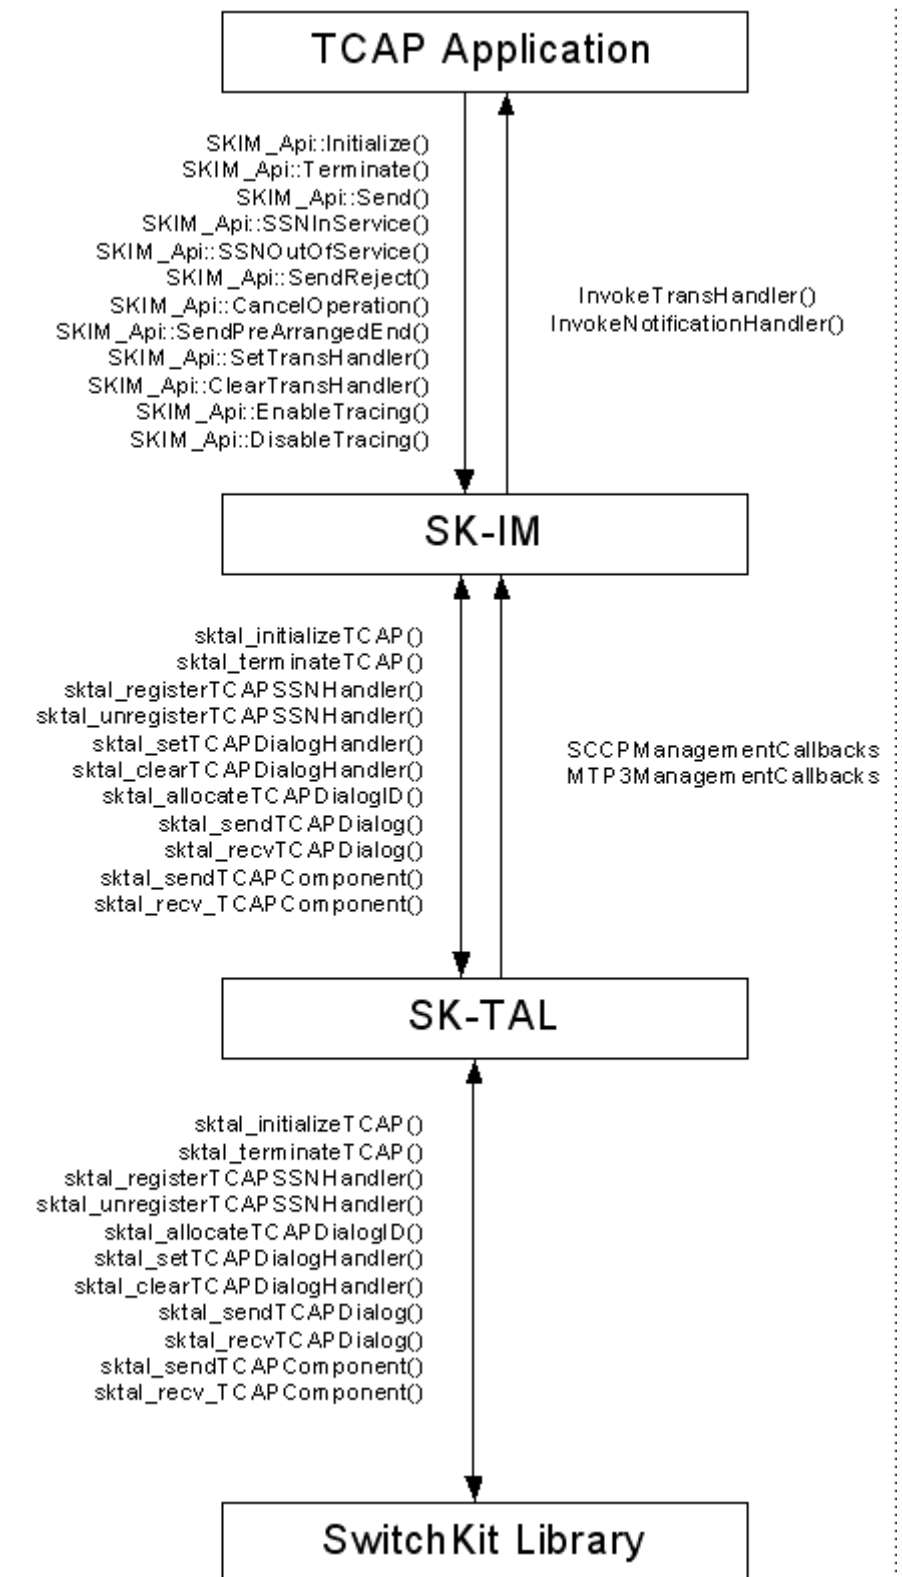 TCAP Application
SKIM_Api::Initialize()
SKIM_Api::Terminate()
SKIM_Api::Send()
SKIM_Api::SSNInService()
SKIM_Api::SSNOutOfService()
SKIM_Api::SendReject()
SKIM_Api::CancelOperation()
SKIM_Api::SendPreArrangedEnd()
SKIM_Api::SetTransHandler()
SKIM_Api::ClearTransHandler()
SKIM_Api::EnableTracing()
SKIM_Api::DisableTracing()
InvokeTransHandler()
InvokeNotificationHandler()
SK-IM
sktal_initializeTCAP()
sktal_terminateTCAP()
sktal_registerTCAPSSNHandler()
sktal_unregisterTCAPSSNHandler()
sktal_setTCAPDialogHandler()
sktal_clearTCAPDialogHandler()
sktal_allocateTCAPDialogID()
sktal_sendTCAPDialog()
sktal_recvTCAPDialog()
sktal_sendTCAPComponent()
sktal_recv_TCAPComponent()
SCCPManagementCallbacks
MTP3ManagementCallbacks
SK-TAL
sktal_initializeTCAP()
sktal_terminateTCAP()
sktal_registerTCAPSSNHandler()
sktal_unregisterTCAPSSNHandler()
sktal_allocateTCAPDialogID()
sktal_setTCAPDialogHandler()
sktal_clearTCAPDialogHandler()
sktal_sendTCAPDialog()
sktal_recvTCAPDialog()
sktal_sendTCAPComponent()
sktal_recv_TCAPComponent()
SwitchKit Library